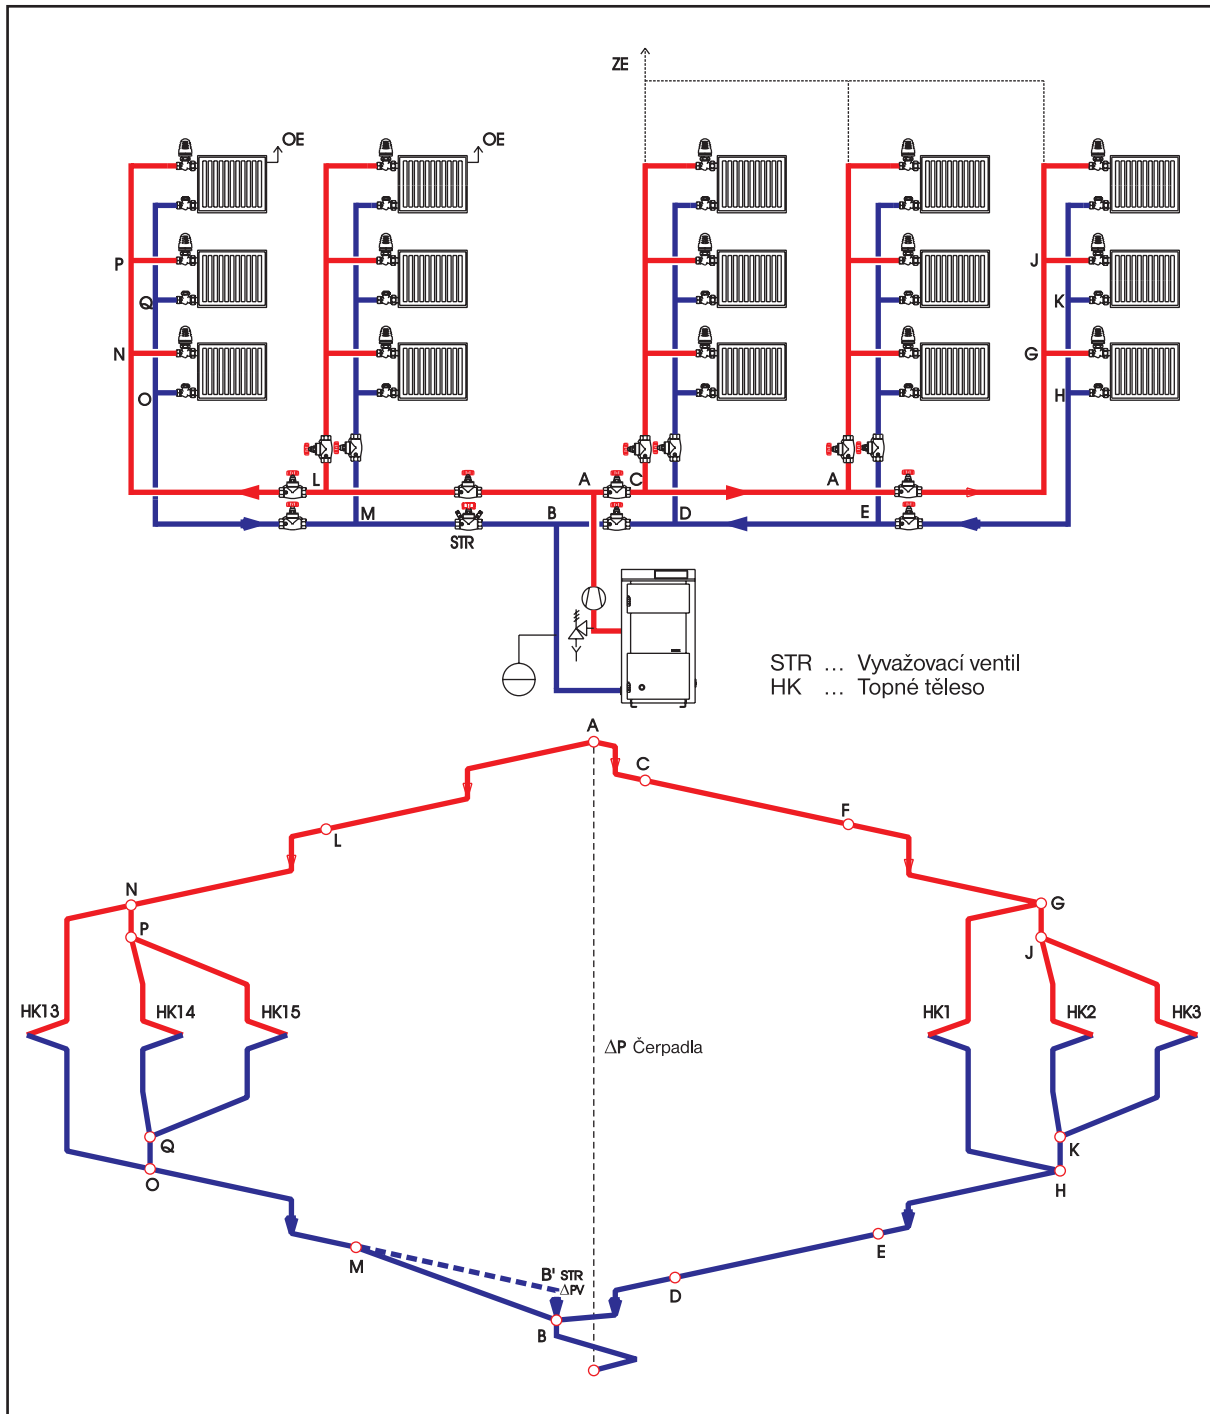 ZE
OE OE
P J
Q K
N G
O H
L A C A
M B D E
STR
STR ... Vyvažovací ventil
HK ... Topné těleso
A
C
F
L
N G
P J
HK13 HK14 HK15 HK1 HK2 HK3
ΔP Čerpadla
Q K
O H
E
M
B' STR
ΔPV
D
B